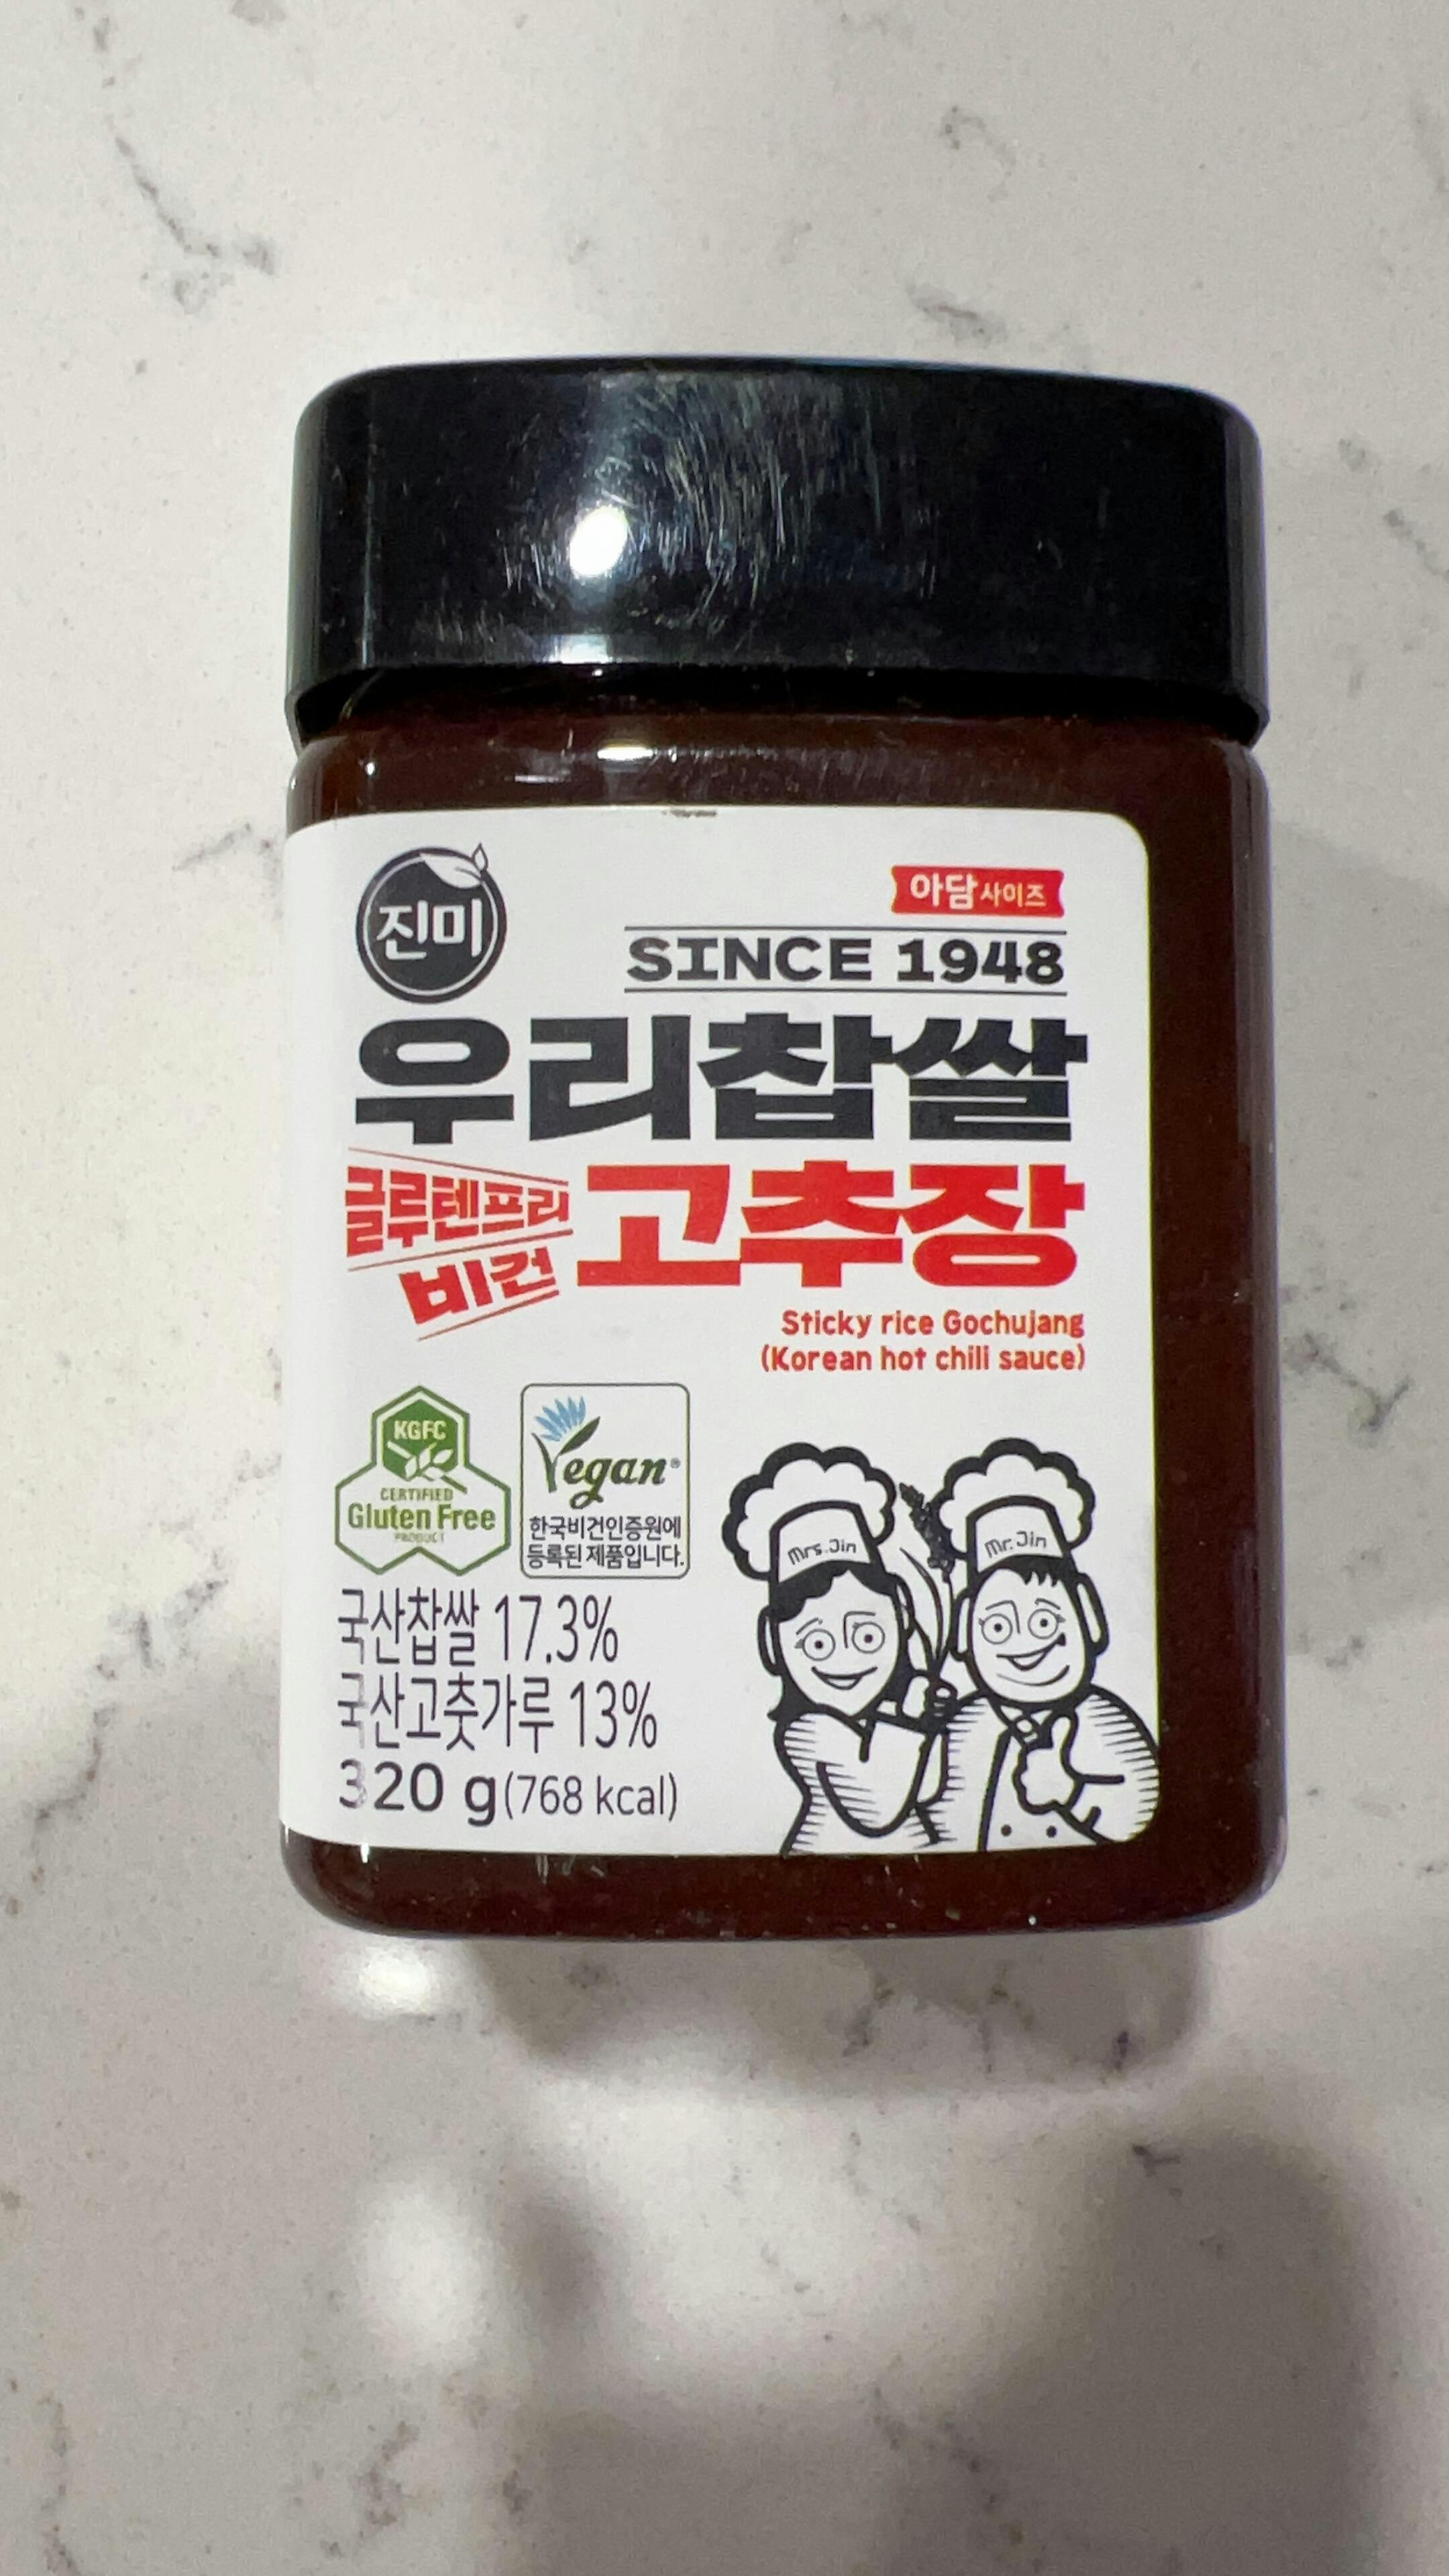 진미
아담사이즈
SINCE 1948
우리찹쌀
글루텐프리
비건
고추장
Sticky rice Gochujang
(Korean hot chili sauce)
KGFC
CERTIFIED
Gluten Free
PRODUCT
Vegan®
한국비건인증원에
등록된 제품입니다.
Mrs.Jin
Mr.Jin
국산찹쌀 17.3%
국산고춧가루 13%
320 g(768 kcal)